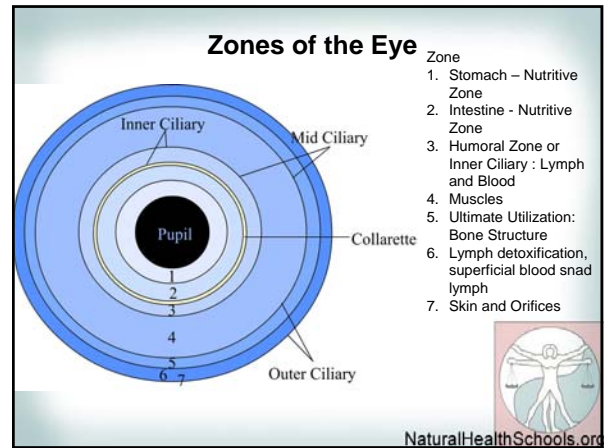 Zones of the Eye
Inner Ciliary
Mid Ciliary
Pupil
Collarette
1
2
3
4
5
6
7
Outer Ciliary
Zone
1. Stomach – Nutritive
Zone
2. Intestine - Nutritive
Zone
3. Humoral Zone or
Inner Ciliary : Lymph
and Blood
4. Muscles
5. Ultimate Utilization:
Bone Structure
6. Lymph detoxification,
superficial blood snad
lymph
7. Skin and Orifices
NaturalHealthSchools.org